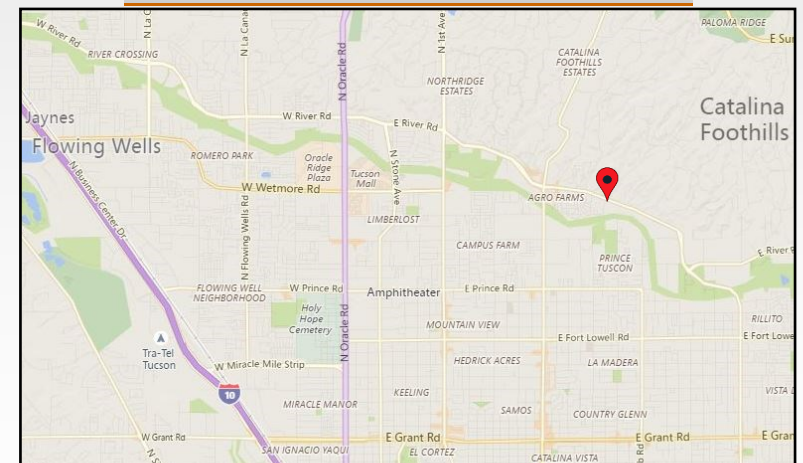 W River Rd
RIVER CROSSING
N La C
N La Cana
N Oracle Rd
N 1st Ave
PALOMA RIDGE
E Su
CATALINA
FOOTHILLS
ESTATES
NORTHRIDGE
ESTATES
Catalina
Foothills
Jaynes
Flowing Wells
W River Rd
E River Rd
ROMERO PARK
Oracle
Ridge
Plaza
Tucson
Mall
N Stone Ave
W Wetmore Rd
AGRO FARMS
N Business Center Dr
N Flowing Wells Rd
LIMBERLOST
CAMPUS FARM
PRINCE
TUSCON
E River
FLOWING WELL
NEIGHBORHOOD
W Prince Rd
Amphitheater
E Prince Rd
Holy
Hope
Cemetery
N Oracle Rd
MOUNTAIN VIEW
RILLITO
E Fort Lowell Rd
E Fort Lowe
Tra-Tel
Tucson
W Miracle Mile Strip
HEDRICK ACRES
LA MADERA
10
MIRACLE MANOR
KEELING
SAMOS
COUNTRY GLENN
VISTA
W Grant Rd
E Grant Rd
E Grant Rd
E Gran
SAN IGNACIO YAQUI
EL CORTEZ
CATALINA VISTA
N S
b Rd